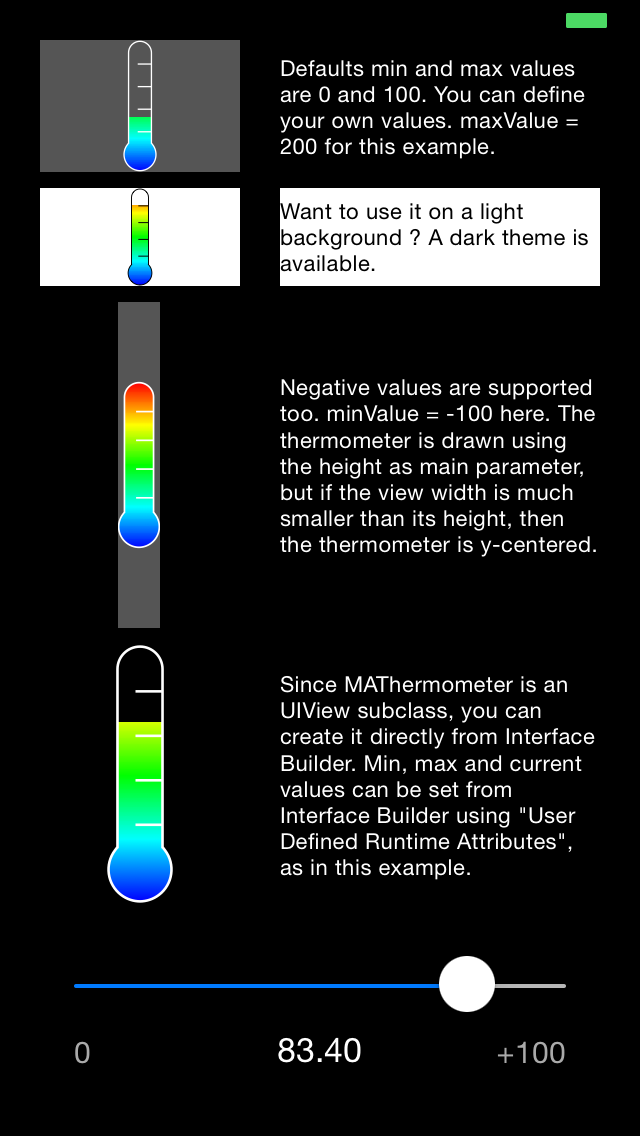 Defaults min and max values
are 0 and 100. You can define
your own values. maxValue =
200 for this example.
Want to use it on a light
background ? A dark theme is
available.
Negative values are supported
too. minValue = -100 here. The
thermometer is drawn using
the height as main parameter,
but if the view width is much
smaller than its height, then
the thermometer is y-centered.
Since MAThermometer is an
UIView subclass, you can
create it directly from Interface
Builder. Min, max and current
values can be set from
Interface Builder using "User
Defined Runtime Attributes",
as in this example.
0 83.40 +100